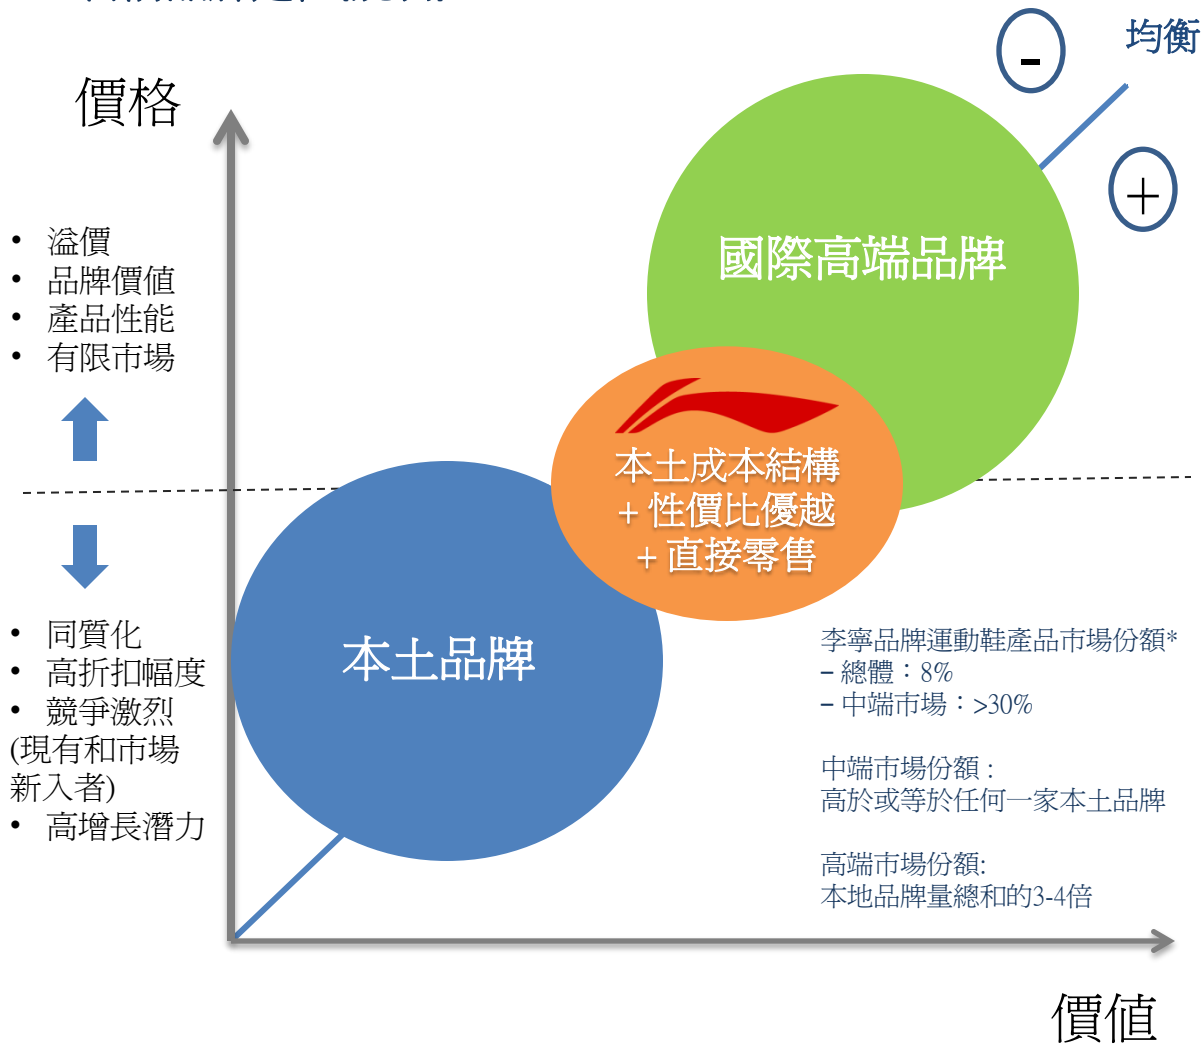 均衡
-
+
價格
• 溢價
• 品牌價值
• 產品性能
• 有限市場
國際高端品牌
本土成本結構
+ 性價比優越
+ 直接零售
本土品牌
• 同質化
• 高折扣幅度
• 競爭激烈
(現有和市場
新入者)
• 高增長潛力
李寧品牌運動鞋產品市場份額*
– 總體：8%
– 中端市場：>30%
中端市場份額 :
高於或等於任何一家本土品牌
高端市場份額:
本地品牌量總和的3-4倍
價值